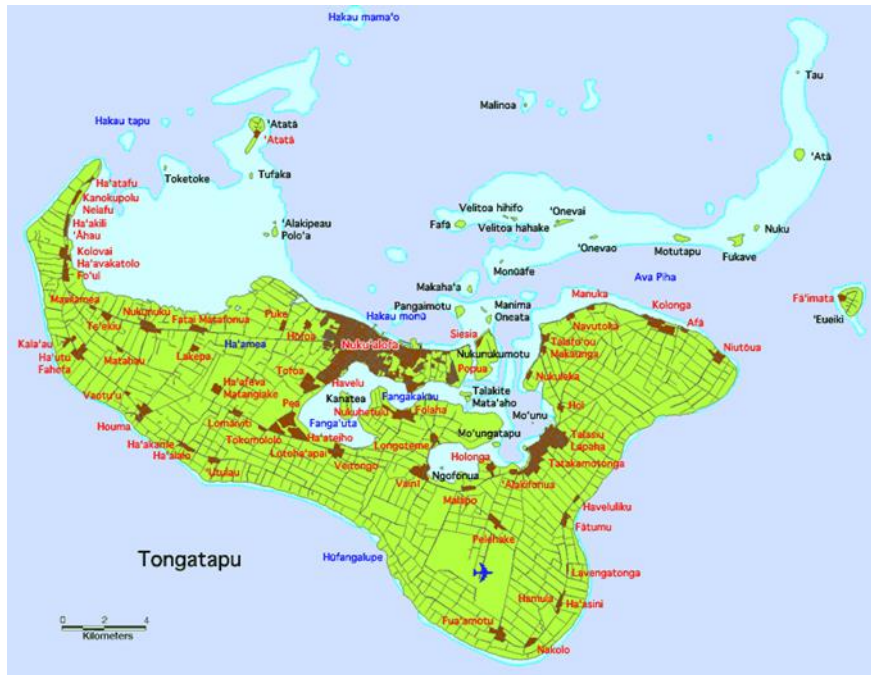 Hakau mama'o
Tau
Malinoa
Hakau tapu
'Atatā
'Atatā
'Atā
Toketoke
Tufaka
Ha'atafu
Kanokupolu
Neiafu
Ha'akili
'Āhau
Kolovai
Ha'avakatolo
Fo'ui
'Alakipeau
Polo'a
Velitoa hihifo
'Onevai
Fafā
Velitoa hahake
Nuku
'Onevao
Motutapu
Fukave
Monūafe
Makaha'a
Ava Piha
Manuka
Kolonga
Fā'imata
'Eueiki
Pangaimotu
Manima
Oneata
Hakau monū
Masilamea
Nukunuku
Te'ekiu
Fatai
Matafonua
Puke
Hofoa
Navutoka
Afā
Siesia
Talafo'ou
Makaunga
Niutōua
Kala'au
Ha'utu
Fahefa
Matahau
Lakepa
Ha'amea
Nuku'alofa
Nukunukumotu
Popua
Tofoa
Havelu
Nukuleka
Vaotu'u
Ha'afeva
Matangiake
Pea
Kanatea
Fangakakau
Nukuhetulu
Folaha
Talakite
Mata'aho
Hoi
Houma
Lomaiviti
Tokomololo
Fanga'uta
Mo'unu
Ha'akame
Ha'alalo
Ha'ateiho
Lotoha'apai
Veitongo
Longoteme
Mo'ungatapu
Holonga
Talasiu
Lapaha
Tatakamotonga
'Utulau
Vainī
Ngofonua
'Alakifonua
Malapo
Haveluliku
Fātumu
Pelehake
Tongatapu
Hūfangalupe
Lavengatonga
Hamula
Ha'asini
Fua'amotu
Nakolo
0 2 4
Kilometers